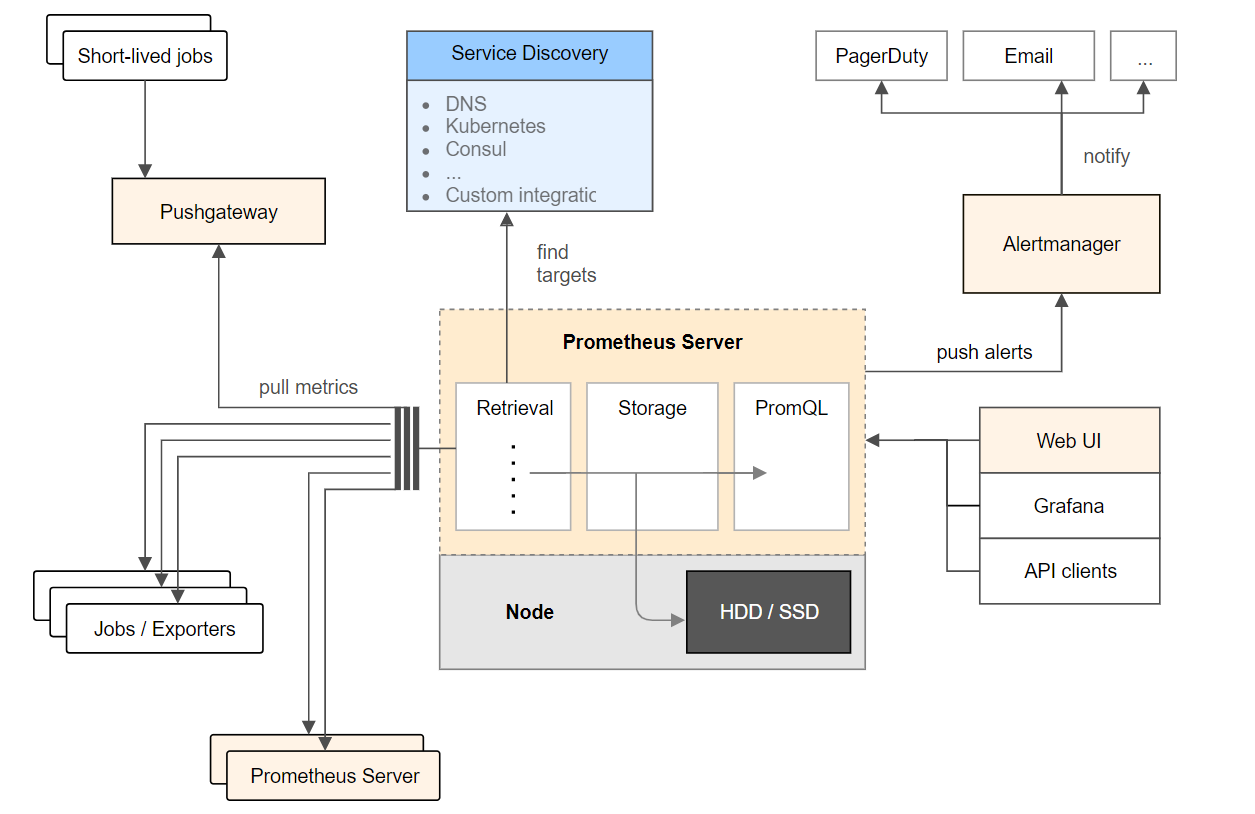 Short-lived jobs
Pushgateway
Service Discovery
DNS
Kubernetes
Consul
...
Custom integratic
find
targets
PagerDuty
Email
...
notify
Alertmanager
push alerts
pull metrics
Prometheus Server
Retrieval
Storage
PromQL
Node
HDD / SSD
Web UI
Grafana
API clients
Jobs / Exporters
Prometheus Server